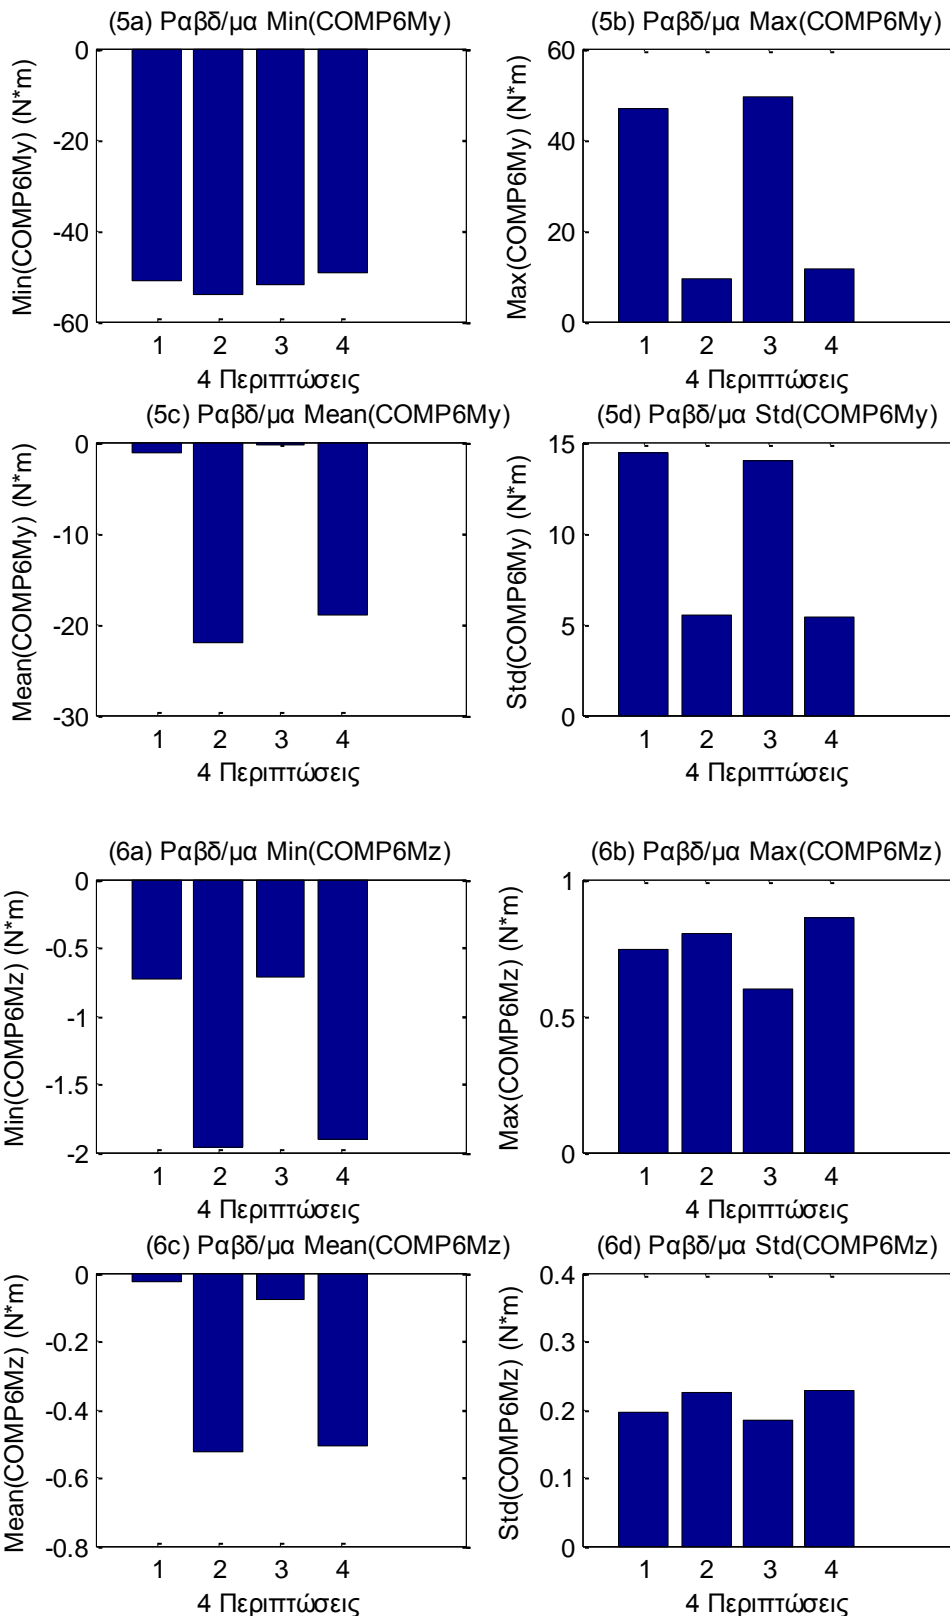 (5a) Ραβδ/μα Min(COMP6My)
Min(COMP6My) (N*m)
0
-20
-40
-60
1 2 3 4
4 Περιπτώσεις
(5b) Ραβδ/μα Max(COMP6My)
Max(COMP6My) (N*m)
60
40
20
0
1 2 3 4
4 Περιπτώσεις
(5c) Ραβδ/μα Mean(COMP6My)
Mean(COMP6My) (N*m)
0
-10
-20
-30
1 2 3 4
4 Περιπτώσεις
(5d) Ραβδ/μα Std(COMP6My)
Std(COMP6My) (N*m)
15
10
5
0
1 2 3 4
4 Περιπτώσεις
(6a) Ραβδ/μα Min(COMP6Mz)
Min(COMP6Mz) (N*m)
0
-0.5
-1
-1.5
-2
1 2 3 4
4 Περιπτώσεις
(6b) Ραβδ/μα Max(COMP6Mz)
Max(COMP6Mz) (N*m)
1
0.5
0
1 2 3 4
4 Περιπτώσεις
(6c) Ραβδ/μα Mean(COMP6Mz)
Mean(COMP6Mz) (N*m)
0
-0.2
-0.4
-0.6
-0.8
1 2 3 4
4 Περιπτώσεις
(6d) Ραβδ/μα Std(COMP6Mz)
Std(COMP6Mz) (N*m)
0.4
0.3
0.2
0.1
0
1 2 3 4
4 Περιπτώσεις